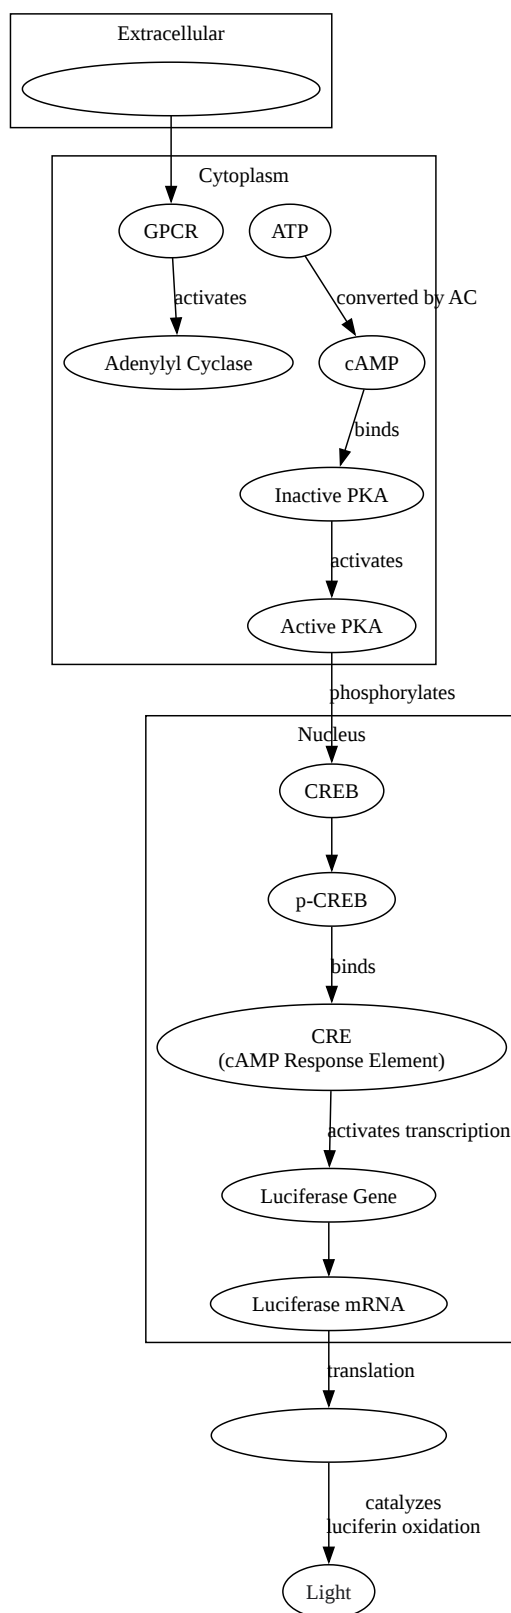 Extracellular
Cytoplasm
GPCR
ATP
activates
converted by AC
Adenylyl Cyclase
cAMP
binds
Inactive PKA
activates
Active PKA
phosphorylates
Nucleus
CREB
p-CREB
binds
CRE
(cAMP Response Element)
activates transcription
Luciferase Gene
Luciferase mRNA
translation
catalyzes
luciferin oxidation
Light